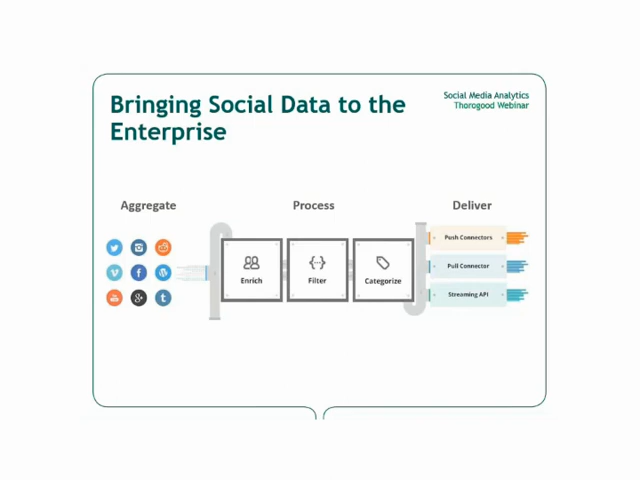 Bringing Social Data to the
Enterprise
Social Media Analytics
Thorogood Webinar
Aggregate
Process
Deliver
Enrich
Filter
Categorize
Push Connectors
Pull Connector
Streaming API